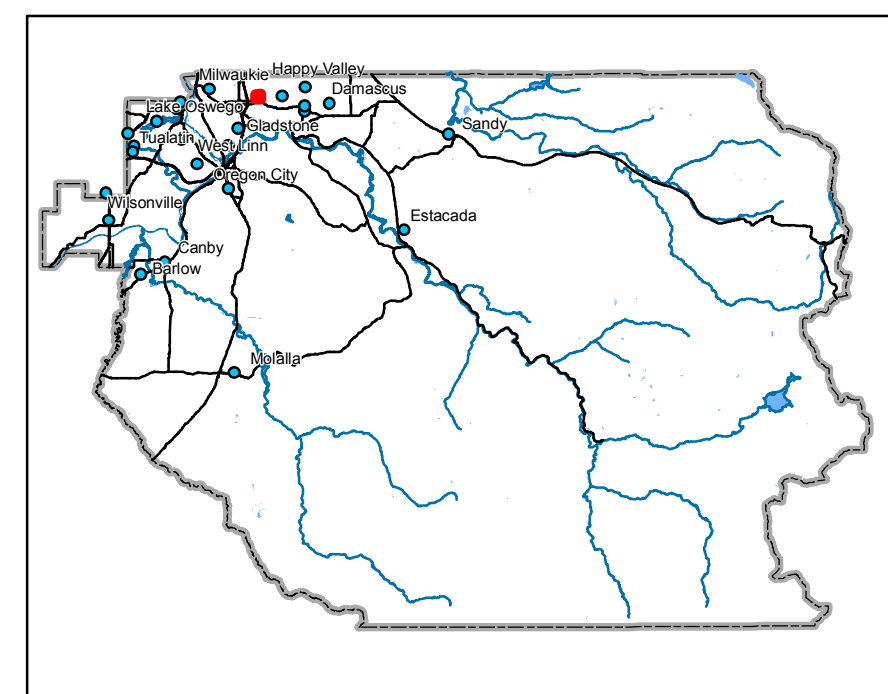 Happy Valley
Milwaukie
Damascus
Lake Oswego
Gladstone
Sandy
Tualatin
West Linn
Oregon City
Wilsonville
Estacada
Canby
Barlow
Molalla